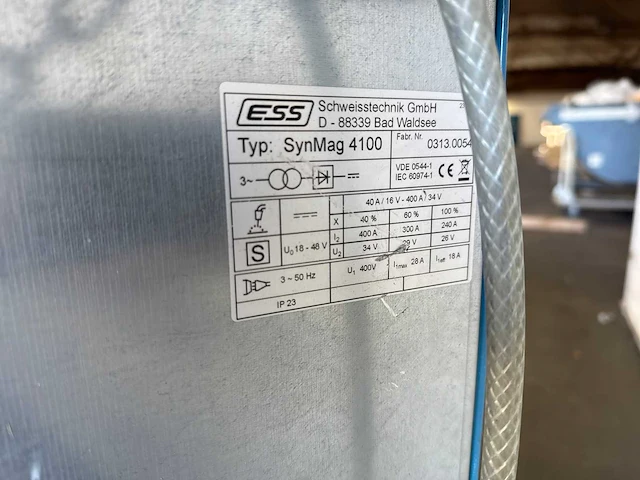 ESS Schweisstechnik GmbH
D - 88339 Bad Waldsee
Typ: SynMag 4100
Fabr. Nr.
0313.0054
3~
VDE 0544-1
IEC 60974-1
CE
40 A / 16 V - 400 A / 34 V
X 40 % 60 % 100 %
I2 400 A 300 A 240 A
S U0 18 - 48 V
U2 34 V 29 V 26 V
3 ~ 50 Hz
U1 400V I1max 28 A I1eff 18 A
IP 23